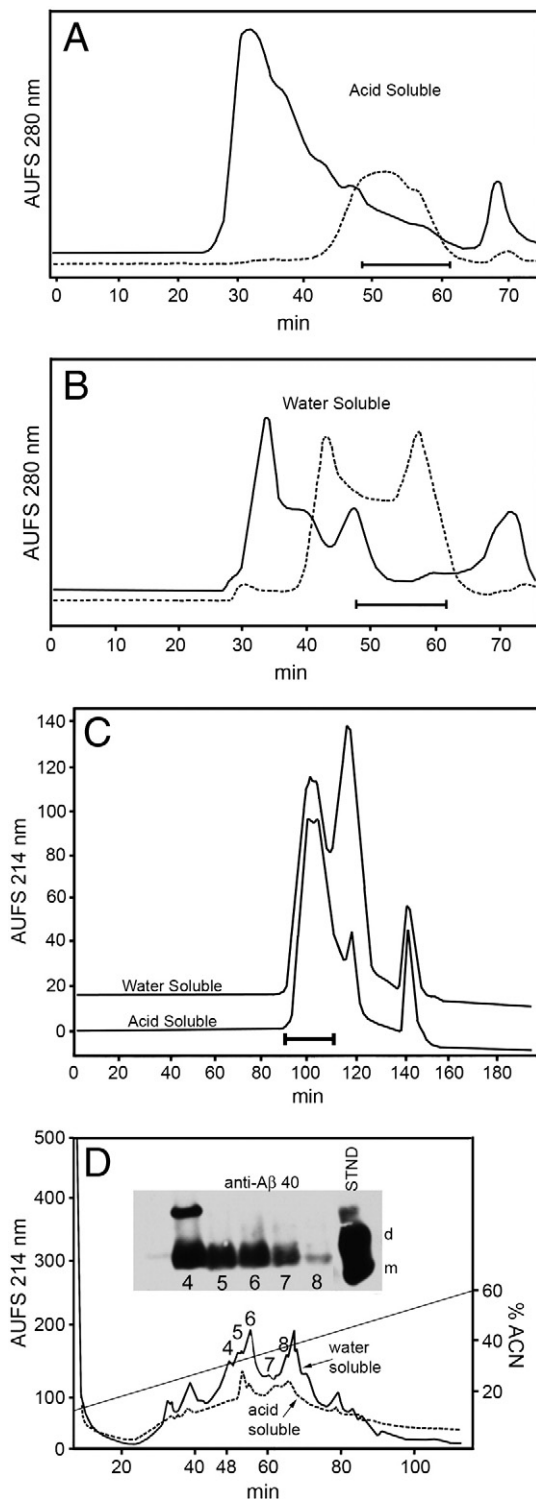 A
Acid Soluble
AUFS 280 nm
0 10 20 30 40 50 60 70
min
B
Water Soluble
AUFS 280 nm
0 10 20 30 40 50 60 70
min
C
140
120
100
80
60
40
20
0
AUFS 214 nm
Water Soluble
Acid Soluble
0 20 40 60 80 100 120 140 160 180
min
D
500
400
300
200
100
0
AUFS 214 nm
anti-Aβ 40
STND
d
m
4 5 6 7 8
60
40
20
% ACN
4 5 6 7 8
water
soluble
acid
soluble
20 40 48 60 80 100
min